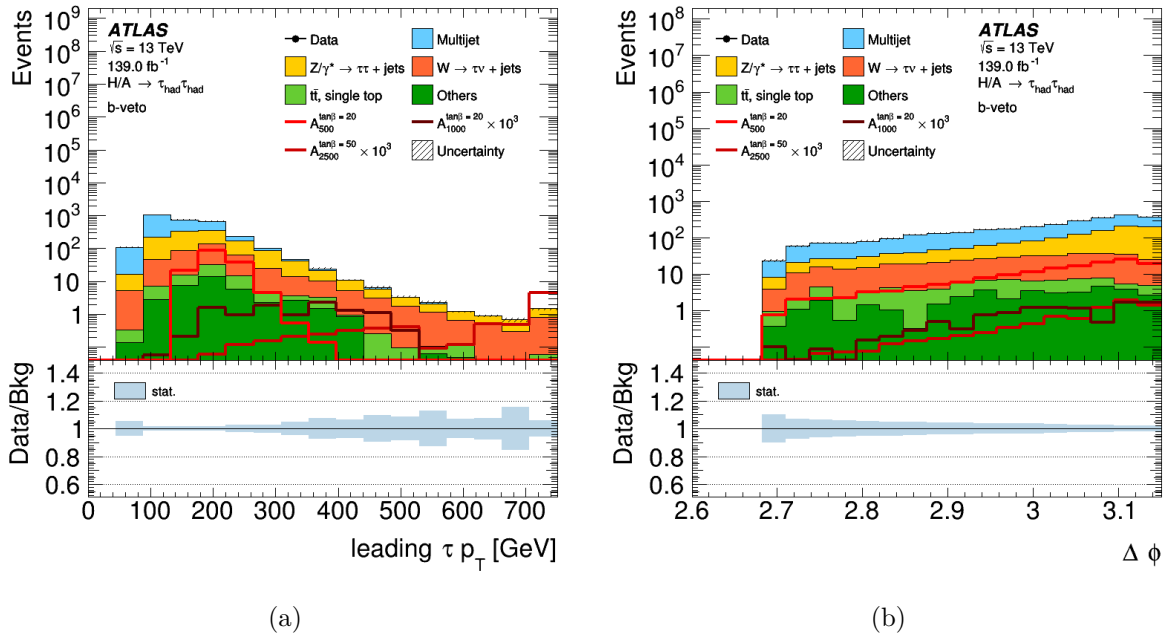 Events
10⁹
10⁸
10⁷
10⁶
10⁵
10⁴
10³
10²
10
1
ATLAS
√s = 13 TeV
139.0 fb⁻¹
H/A → τhadτhad
b-veto
Data
Multijet
Z/γ* → ττ + jets
W → τν + jets
tt̄, single top
Others
A₅₀₀^tanβ = 20
A₁₀₀₀^tanβ = 20 × 10³
A₂₅₀₀^tanβ = 50 × 10³
Uncertainty
Data/Bkg
1.4
1.2
1
0.8
0.6
stat.
0 100 200 300 400 500 600 700
leading τ p_T [GeV]
(a)
Events
10⁹
10⁸
10⁷
10⁶
10⁵
10⁴
10³
10²
10
1
Data
Multijet
Z/γ* → ττ + jets
W → τν + jets
tt̄, single top
Others
A₅₀₀^tanβ = 20
A₁₀₀₀^tanβ = 20 × 10³
A₂₅₀₀^tanβ = 50 × 10³
Uncertainty
ATLAS
√s = 13 TeV
139.0 fb⁻¹
H/A → τhadτhad
b-veto
Data/Bkg
1.4
1.2
1
0.8
0.6
stat.
2.6 2.7 2.8 2.9 3 3.1
Δ ϕ
(b)